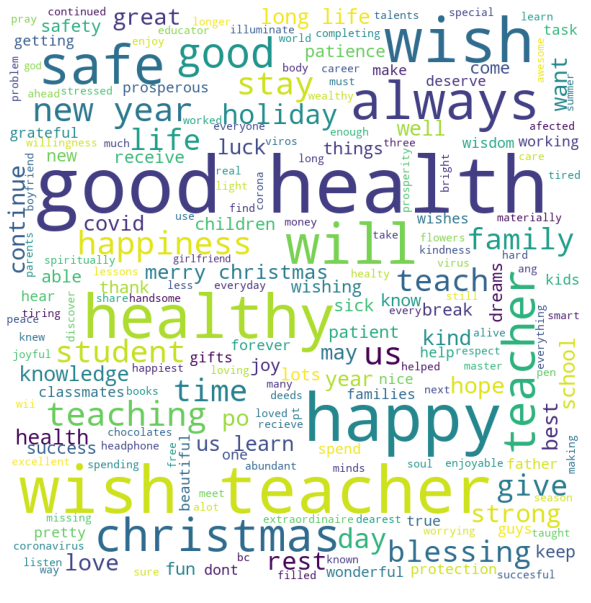 continued
longer
illuminate
talents
special
learn
pray
safety
great
long life
completing
task
educator
world
getting
safe
good
patience
wish
enjoy
body
career
make
come
problem
god
ahead
stressed
prosperous
stay
must
deserve
want
awesome
summer
new year
holiday
always
wealthy
afected
grateful
worked
everyone
enough
well
wisdom
working
willingness
much
viros
things
three
life
luck
new
receive
long
prosperity
bright
care
tired
continue
boyfriend
parents
good health
real
light
corona
find
covid
children
use
money
will
wishes
materially
happiness
flowers
take
kindness
family
spiritually
girlfriend
virus
hard
able
lessons
merry christmas
wishing
teach
ang
kids
hear
thank
less
everyday
healty
sick
know
every
break
dreams
still
smart
peace
tiring
discover
share
handsome
healthy
patient
kind
alive
everything
knew
forever
help
respect
teacher
joyful
student
happiest
gifts
joy
may
us
helped
master
pen
school
knowledge
loving
many
lots
year
nice
hope
classmates
books
time
families
next
best
teaching
po
deeds
happy
wii
chocolates
loved
pt
recieve
health
success
headphone
us learn
one
abundant
spend
soul
enjoyable
father
making
excellent
spending
free
beautiful
minds
season
wish teacher
give
meet
strong
missing
alot
extraordinaire
dearest
true
guys
pretty
christmas
day
worrying
taught
coronavirus
blessing
keep
listen
love
bc
known
rest
way
sure
fun
dont
filled
wonderful
protection
succesful